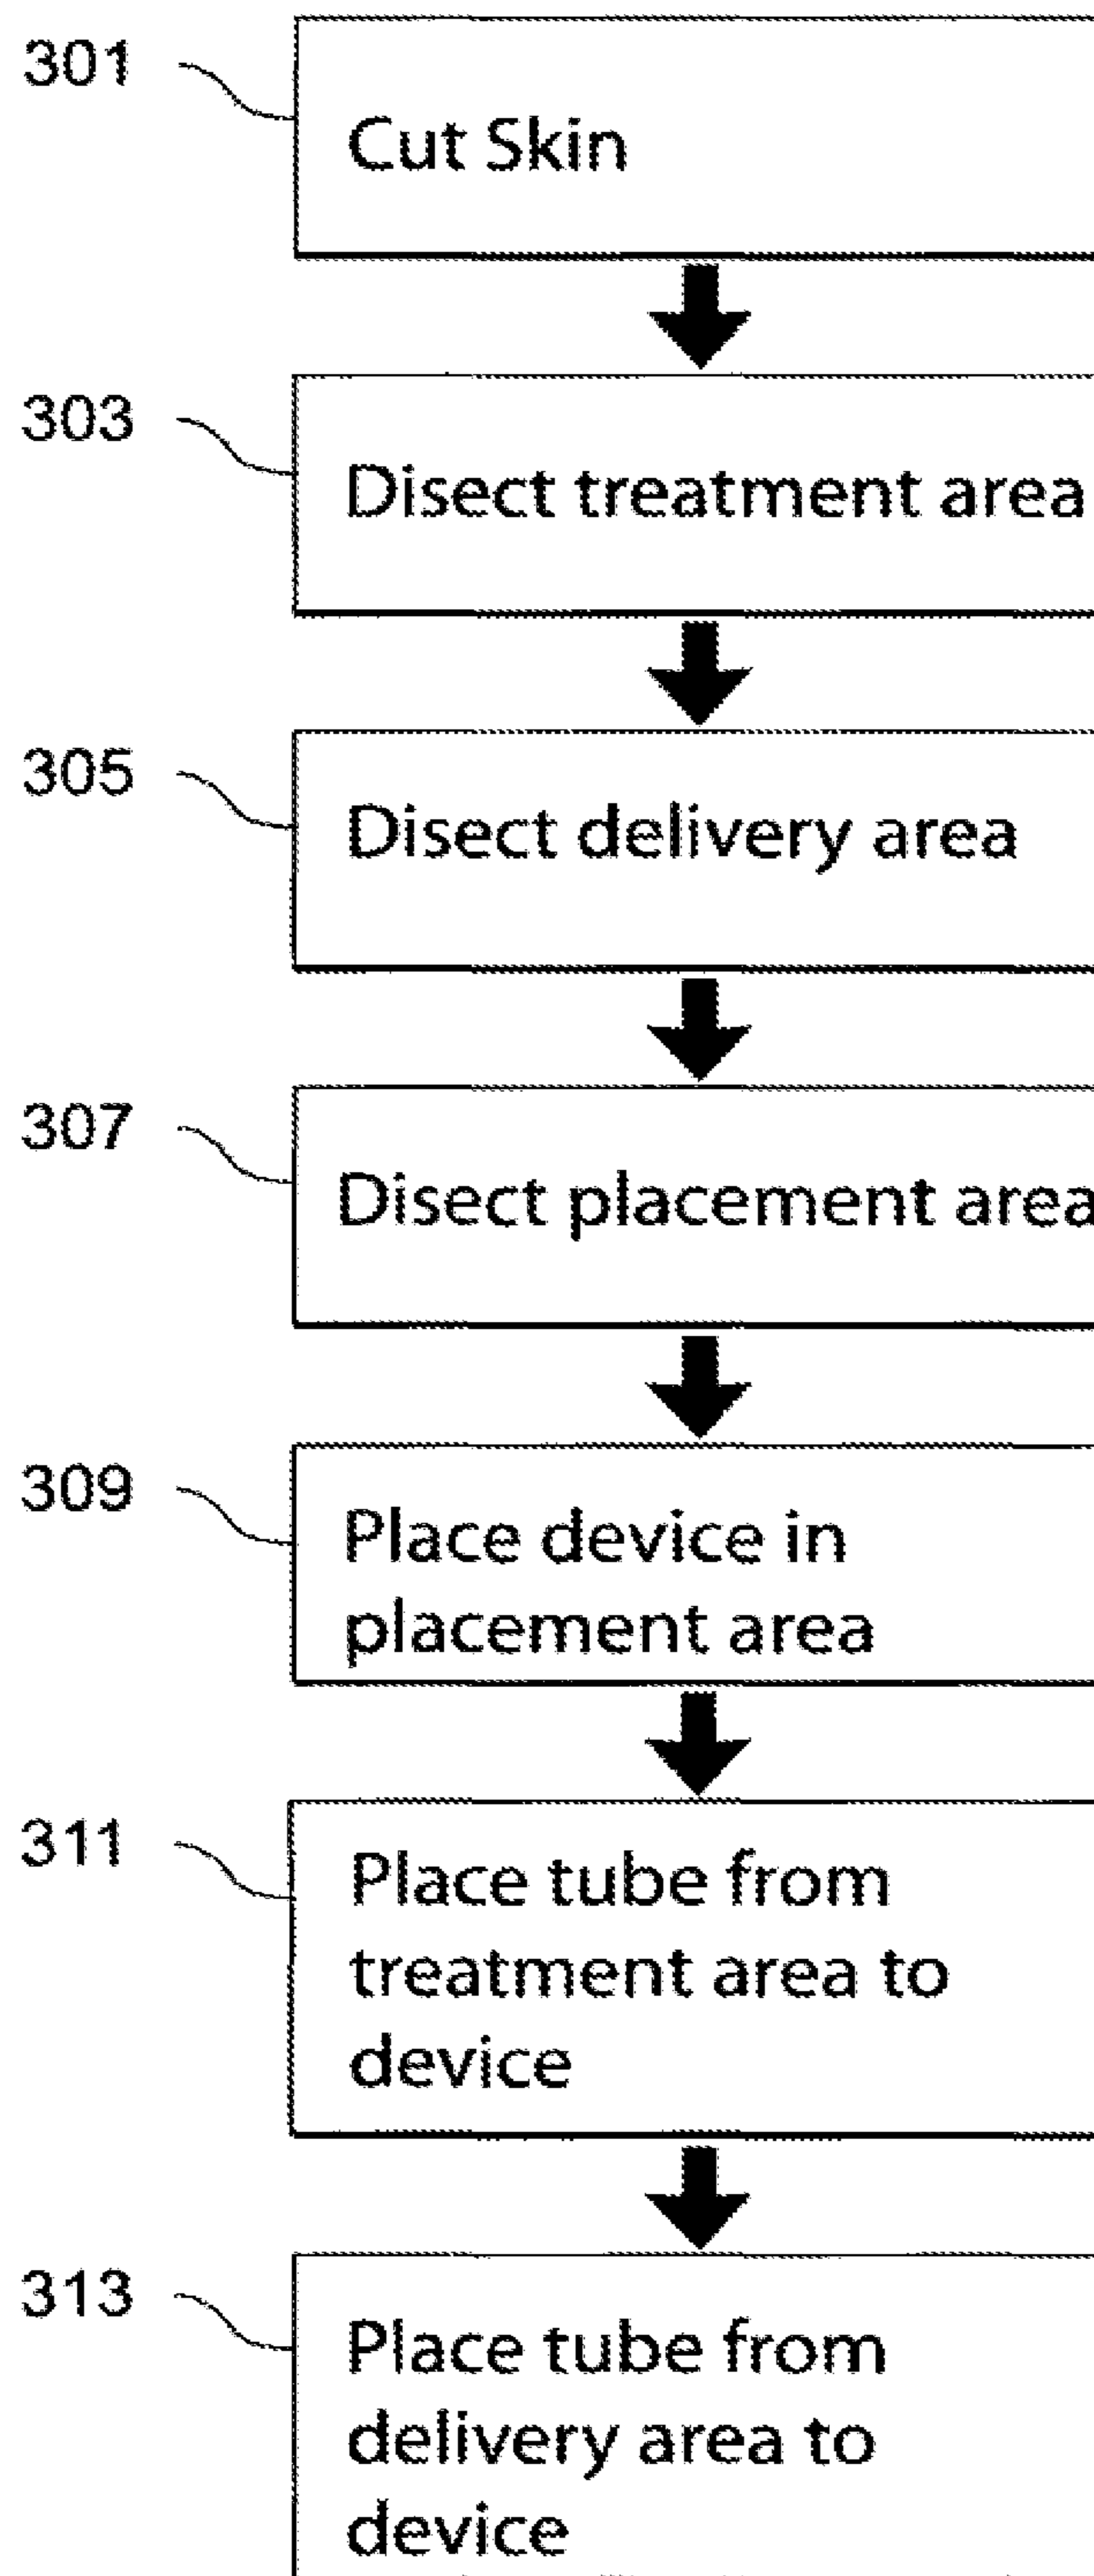 301
Cut Skin
303
Disect treatment area
305
Disect delivery area
307
Disect placement area
309
Place device in
placement area
311
Place tube from
treatment area to
device
313
Place tube from
delivery area to
device